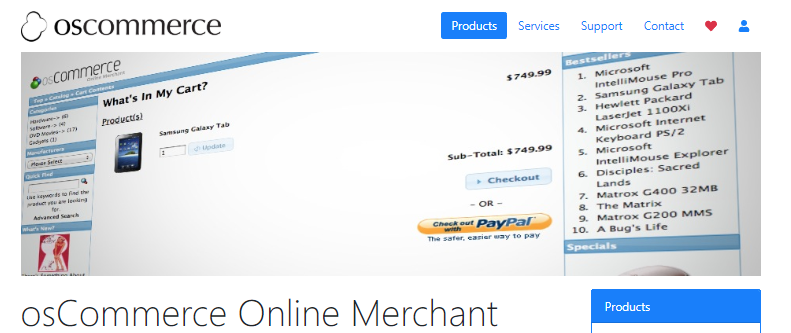 oscommerce
Products
Services
Support
Contact
osCommerce
Online Merchant
Top » Catalog » Cart Contents
Categories
Hardware-> (6)
Software-> (4)
DVD Movies-> (17)
Gadgets (1)
Manufacturers
Please Select
Quick Find
Use keywords to find the
product you are looking
for.
Advanced Search
What's New?
What's In My Cart?
Product(s)
Samsung Galaxy Tab
1
Update
$749.99
Sub-Total: $749.99
Checkout
- OR -
Check out
with PayPal
The safer, easier way to pay
Bestsellers
1. Microsoft
IntelliMouse Pro
2. Samsung Galaxy Tab
3. Hewlett Packard
LaserJet 1100Xi
4. Microsoft Internet
Keyboard PS/2
5. Microsoft
IntelliMouse Explorer
6. Disciples: Sacred
Lands
7. Matrox G400 32MB
8. The Matrix
9. Matrox G200 MMS
10. A Bug's Life
Specials
osCommerce Online Merchant
Products